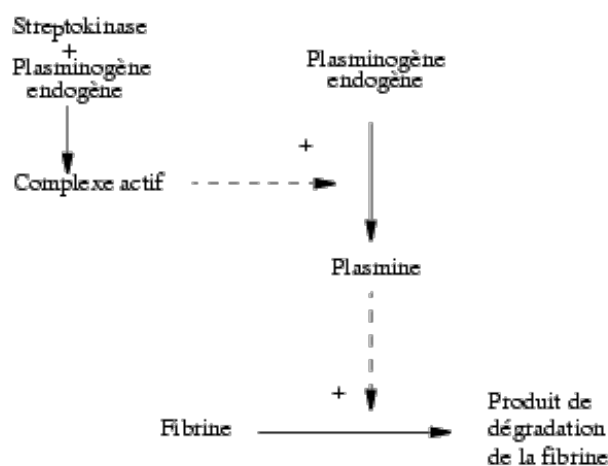 Streptokinase
+
Plasminogène
endogène
Plasminogène
endogène
+
Complexe actif
Plasmine
+
Fibrine
Produit de
dégradation
de la fibrine